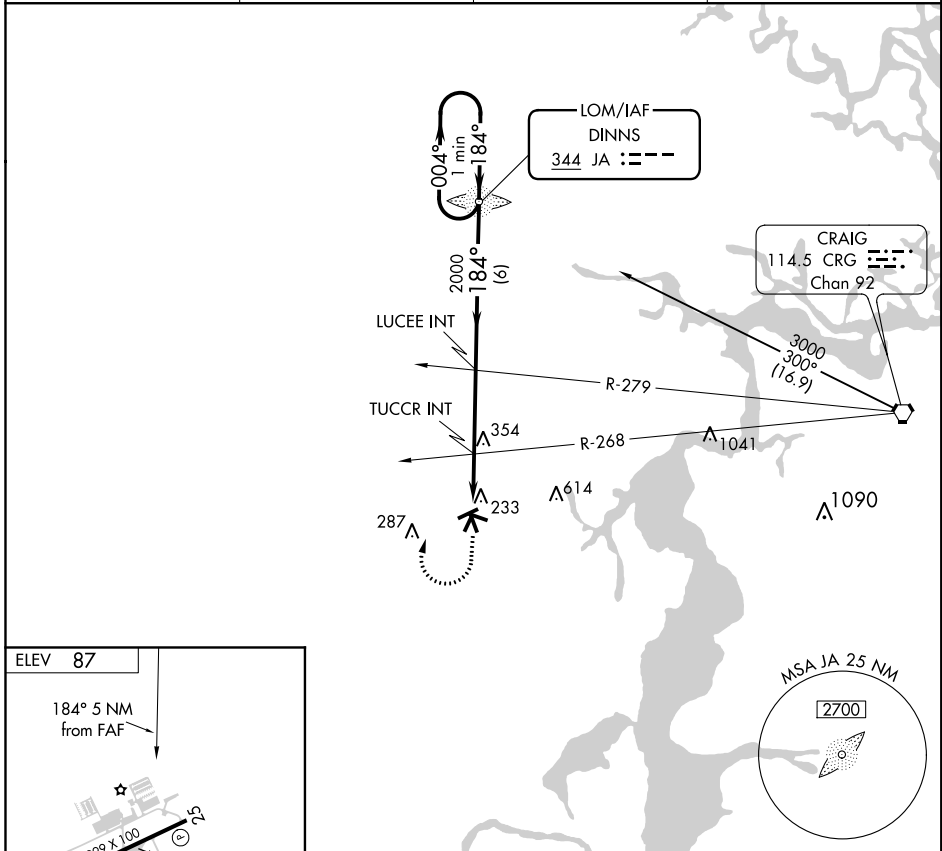 LOM/IAF
DINNS
344 JA
004°
1 min
184°
CRAIG
114.5 CRG
Chan 92
2000
184°
(6)
LUCEE INT
3000
300°
(16.9)
R-279
TUCCR INT
354
R-268
1041
614
233
1090
287
ELEV 87
184° 5 NM
from FAF
MSA JA 25 NM
2700
25
P
X 100